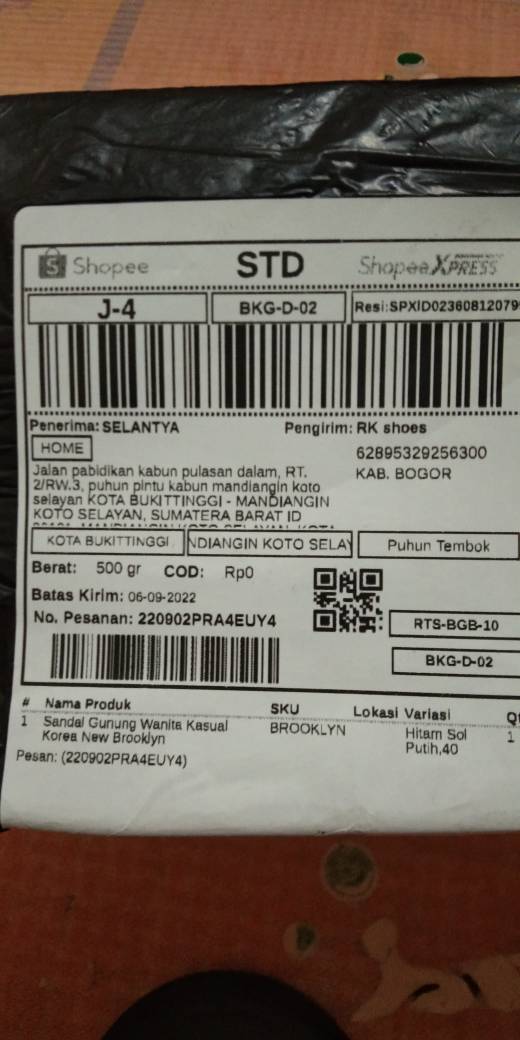 Shopee STD Shopee XPRESS
J-4 BKG-D-02 Resi:SPXID02360812079
Penerima: SELANTYA Pengirim: RK shoes
HOME 62895329256300
Jalan pabidikan kabun pulasan dalam, RT. KAB. BOGOR
2/RW.3, puhun pintu kabun mandiangin koto
selayan KOTA BUKITTINGGI - MANDIANGIN
KOTO SELAYAN, SUMATERA BARAT ID
KOTA BUKITTINGGI NDIANGIN KOTO SELAY Puhun Tembok
Berat: 500 gr COD: Rp0
Batas Kirim: 06-09-2022
No. Pesanan: 220902PRA4EUY4 RTS-BGB-10
BKG-D-02
# Nama Produk SKU Lokasi Variasi Qt
1 Sandal Gunung Wanita Kasual BROOKLYN Hitam Sol 1
Korea New Brooklyn Putih,40
Pesan: (220902PRA4EUY4)